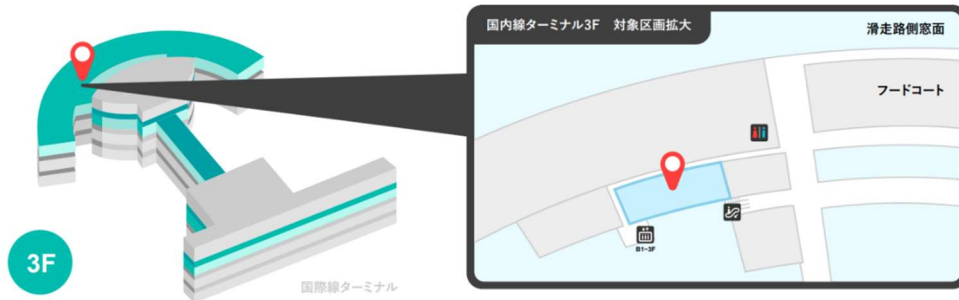 国内線ターミナル3F 対象区画拡大
滑走路側窓面
フードコート
B1-3F
3F
国際線ターミナル